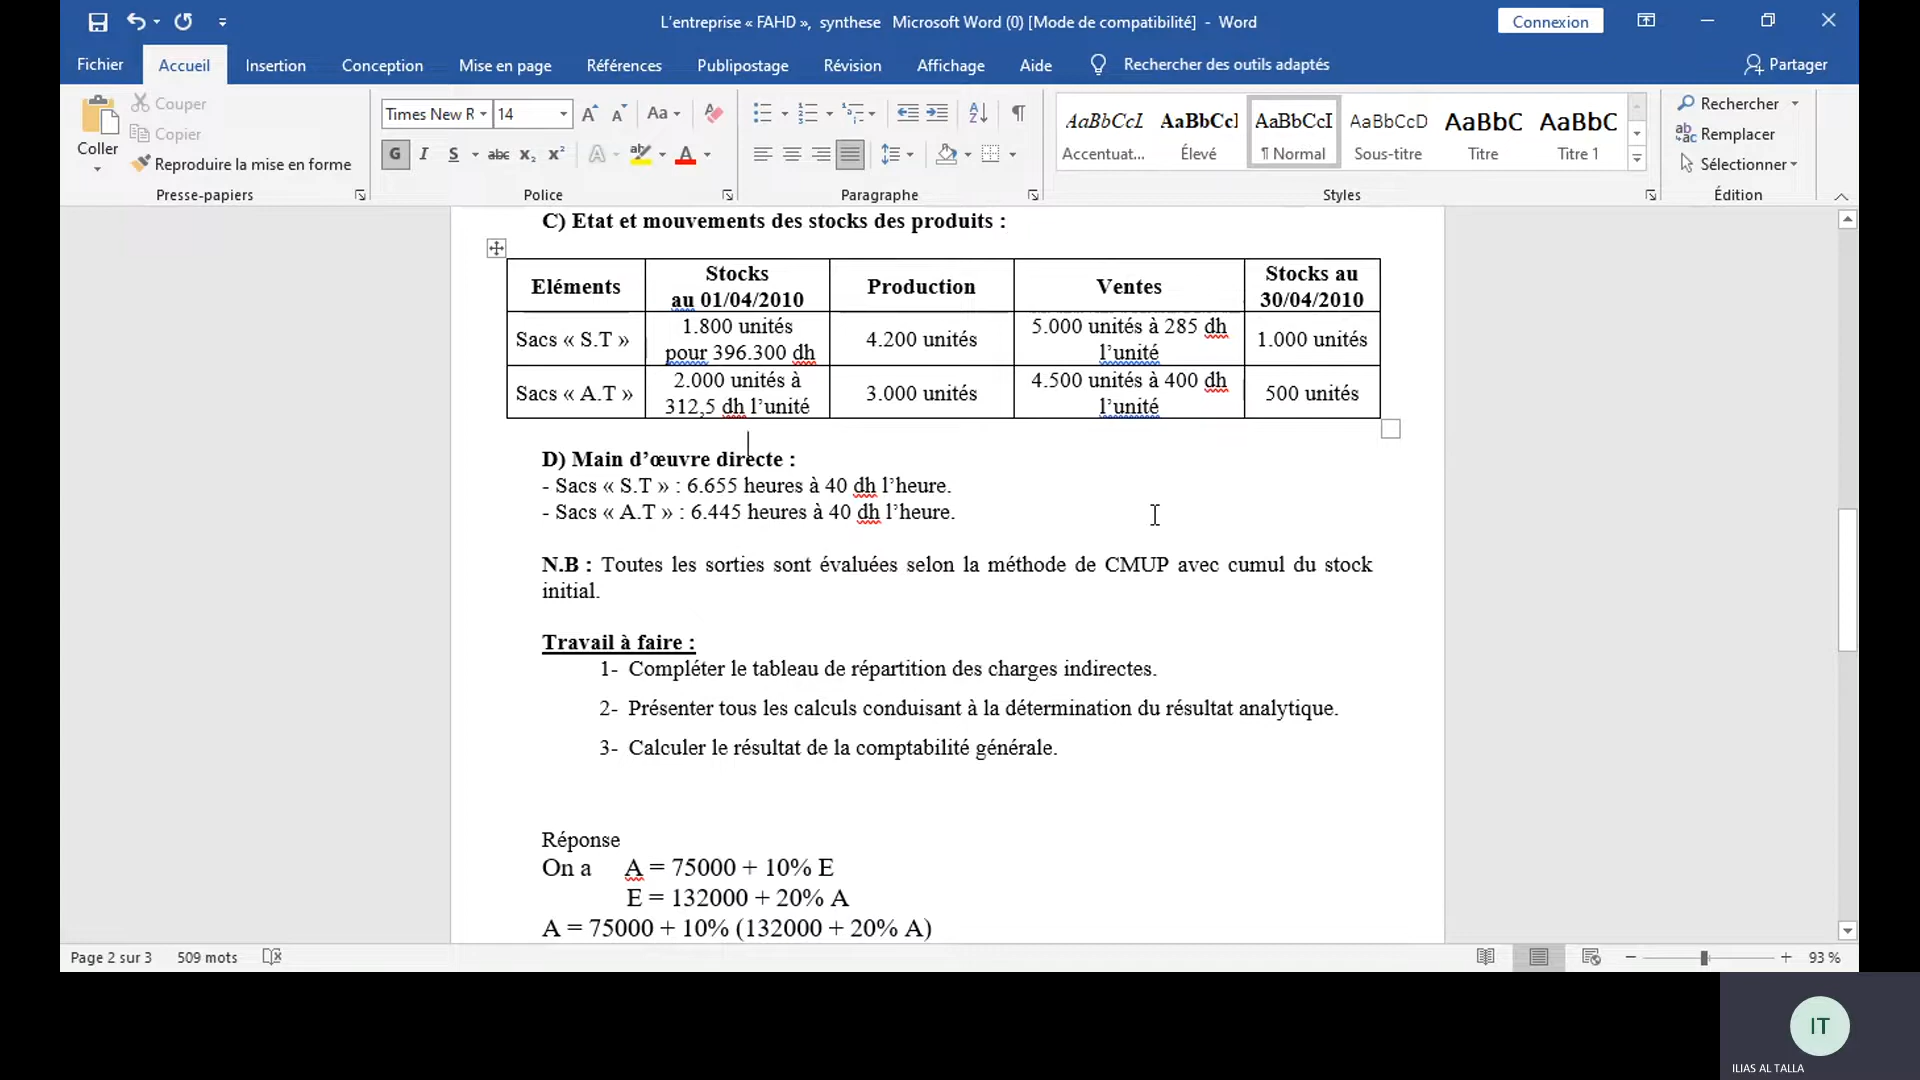 L'entreprise « FAHD », synthese Microsoft Word (0) [Mode de compatibilité] - Word
Connexion
Fichier Accueil Insertion Conception Mise en page Références Publipostage Révision Affichage Aide Rechercher des outils adaptés Partager
Coller
Couper
Copier
Reproduire la mise en forme
Presse-papiers
Times New R 14
Aa
G I S abc x₂ x²
A A
Police
Paragraphe
AaBbCcI AaBbCcI AaBbCcI AaBbCcD AaBbC AaBbC
Accentuat... Élevé ¶ Normal Sous-titre Titre Titre 1
Styles
Rechercher
Remplacer
Sélectionner
Édition
C) Etat et mouvements des stocks des produits :
Eléments Stocks au 01/04/2010 Production Ventes Stocks au 30/04/2010
Sacs « S.T » 1.800 unités pour 396.300 dh 4.200 unités 5.000 unités à 285 dh l'unité 1.000 unités
Sacs « A.T » 2.000 unités à 312,5 dh l'unité 3.000 unités 4.500 unités à 400 dh l'unité 500 unités
D) Main d'œuvre directe :
- Sacs « S.T » : 6.655 heures à 40 dh l'heure.
- Sacs « A.T » : 6.445 heures à 40 dh l'heure.
N.B : Toutes les sorties sont évaluées selon la méthode de CMUP avec cumul du stock
initial.
Travail à faire :
1- Compléter le tableau de répartition des charges indirectes.
2- Présenter tous les calculs conduisant à la détermination du résultat analytique.
3- Calculer le résultat de la comptabilité générale.
Réponse
On a A = 75000 + 10% E
E = 132000 + 20% A
A = 75000 + 10% (132000 + 20% A)
Page 2 sur 3 509 mots
93 %
IT
ILIAS AL TALLA